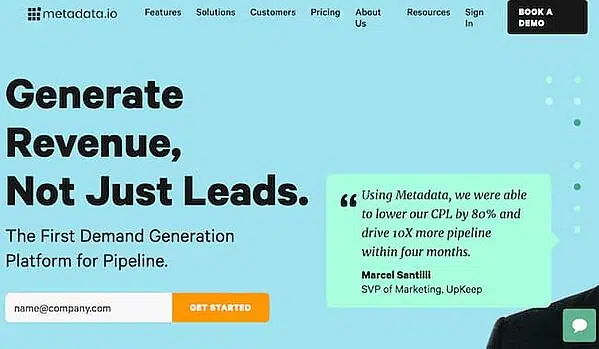 metadata.io
Features
Solutions
Customers
Pricing
About
Us
Resources
Sign
In
BOOK A
DEMO
Generate
Revenue,
Not Just Leads.
The First Demand Generation
Platform for Pipeline.
name@company.com
GET STARTED
“ Using Metadata, we were able
to lower our CPL by 80% and
drive 10X more pipeline
within four months.
Marcel Santilli
SVP of Marketing, UpKeep